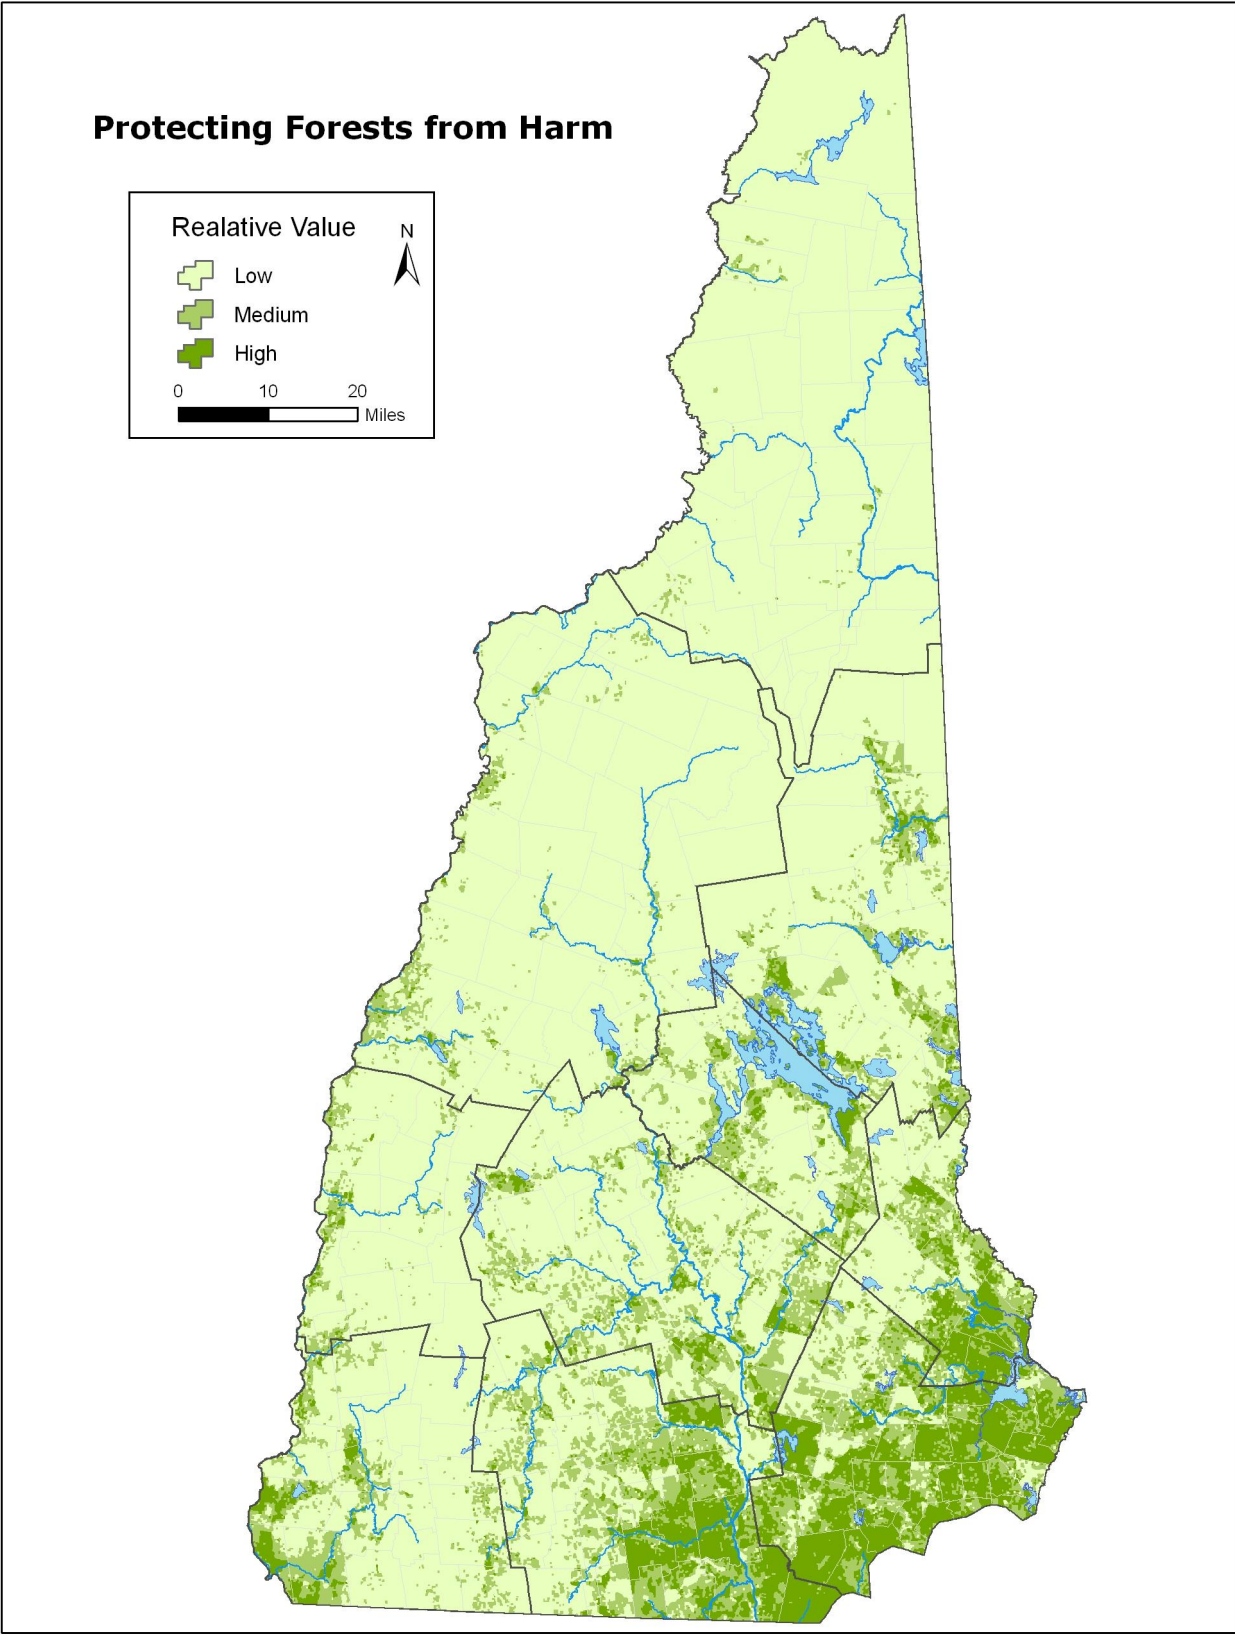 Protecting Forests from Harm
Realative Value
N
Low
Medium
High
0 10 20
Miles